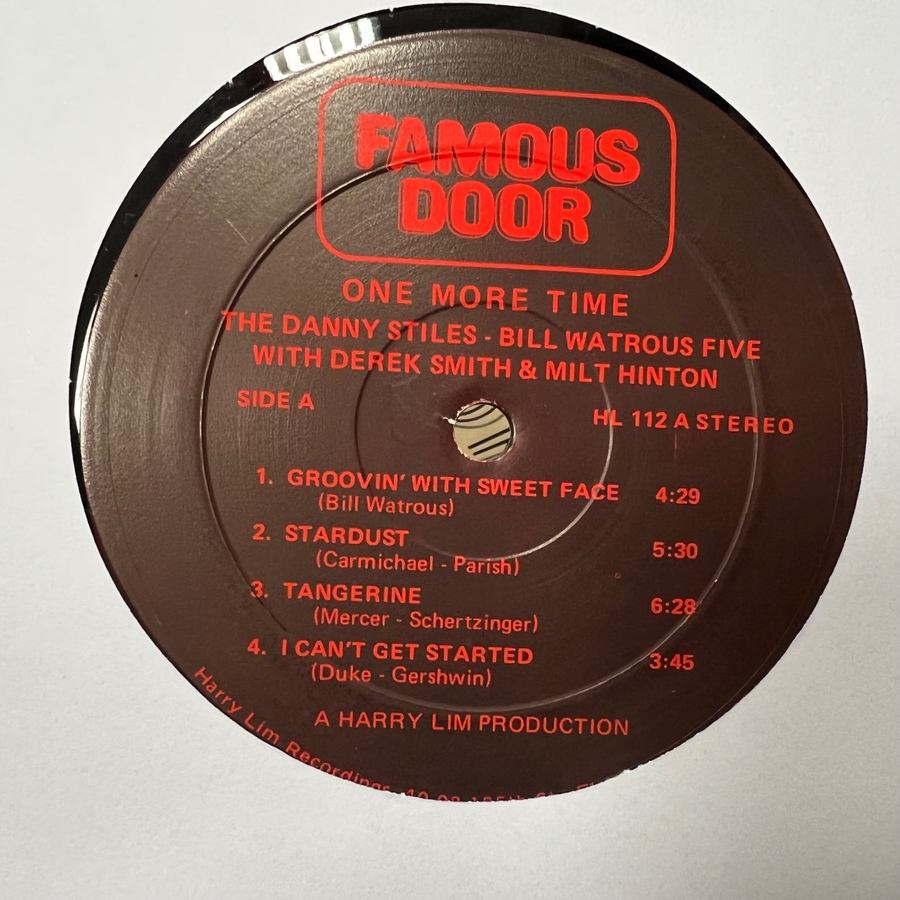 FAMOUS
DOOR
ONE MORE TIME
THE DANNY STILES - BILL WATROUS FIVE
WITH DEREK SMITH & MILT HINTON
SIDE A
HL 112 A STEREO
1. GROOVIN' WITH SWEET FACE 4:29
(Bill Watrous)
2. STARDUST 5:30
(Carmichael - Parish)
3. TANGERINE 6:28
(Mercer - Schertzinger)
4. I CAN'T GET STARTED 3:45
(Duke - Gershwin)
A HARRY LIM PRODUCTION
Harry Lim Recordings